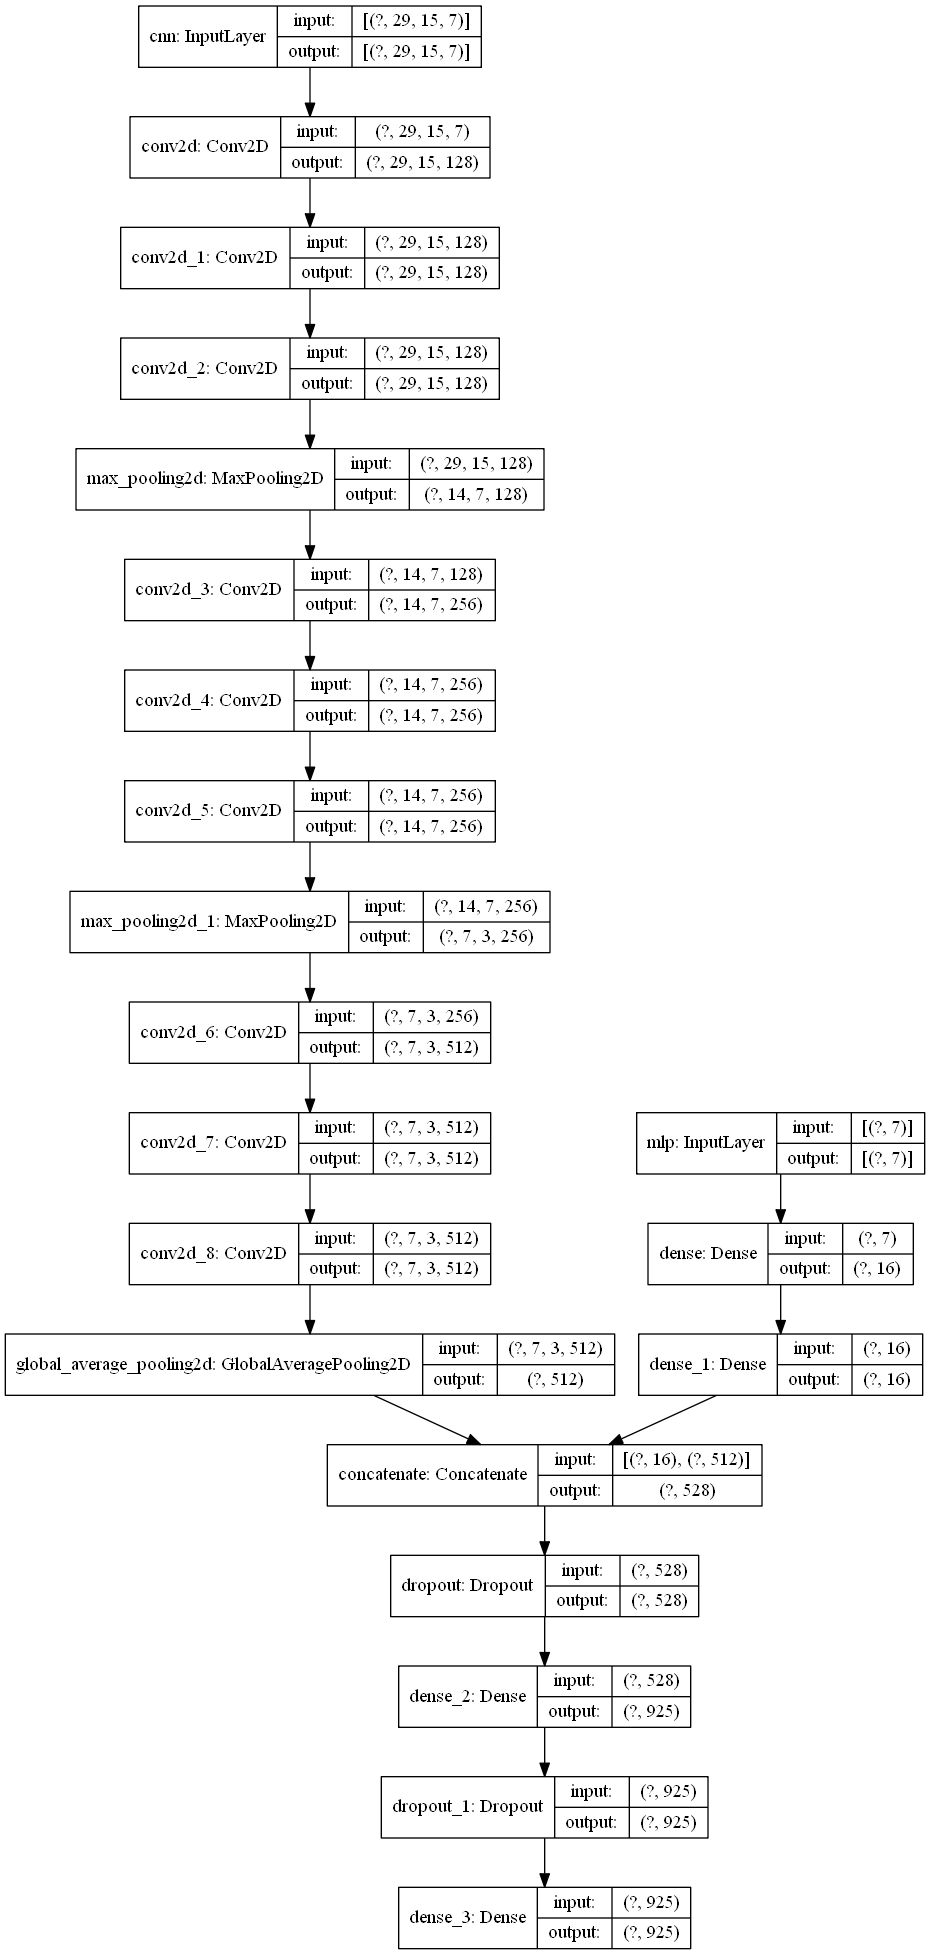 cnn: InputLayer
input: [(?, 29, 15, 7)]
output: [(?, 29, 15, 7)]
conv2d: Conv2D
input: (?, 29, 15, 7)
output: (?, 29, 15, 128)
conv2d_1: Conv2D
input: (?, 29, 15, 128)
output: (?, 29, 15, 128)
conv2d_2: Conv2D
input: (?, 29, 15, 128)
output: (?, 29, 15, 128)
max_pooling2d: MaxPooling2D
input: (?, 29, 15, 128)
output: (?, 14, 7, 128)
conv2d_3: Conv2D
input: (?, 14, 7, 128)
output: (?, 14, 7, 256)
conv2d_4: Conv2D
input: (?, 14, 7, 256)
output: (?, 14, 7, 256)
conv2d_5: Conv2D
input: (?, 14, 7, 256)
output: (?, 14, 7, 256)
max_pooling2d_1: MaxPooling2D
input: (?, 14, 7, 256)
output: (?, 7, 3, 256)
conv2d_6: Conv2D
input: (?, 7, 3, 256)
output: (?, 7, 3, 512)
conv2d_7: Conv2D
input: (?, 7, 3, 512)
output: (?, 7, 3, 512)
mlp: InputLayer
input: [(?, 7)]
output: [(?, 7)]
conv2d_8: Conv2D
input: (?, 7, 3, 512)
output: (?, 7, 3, 512)
dense: Dense
input: (?, 7)
output: (?, 16)
global_average_pooling2d: GlobalAveragePooling2D
input: (?, 7, 3, 512)
output: (?, 512)
dense_1: Dense
input: (?, 16)
output: (?, 16)
concatenate: Concatenate
input: [(?, 16), (?, 512)]
output: (?, 528)
dropout: Dropout
input: (?, 528)
output: (?, 528)
dense_2: Dense
input: (?, 528)
output: (?, 925)
dropout_1: Dropout
input: (?, 925)
output: (?, 925)
dense_3: Dense
input: (?, 925)
output: (?, 925)